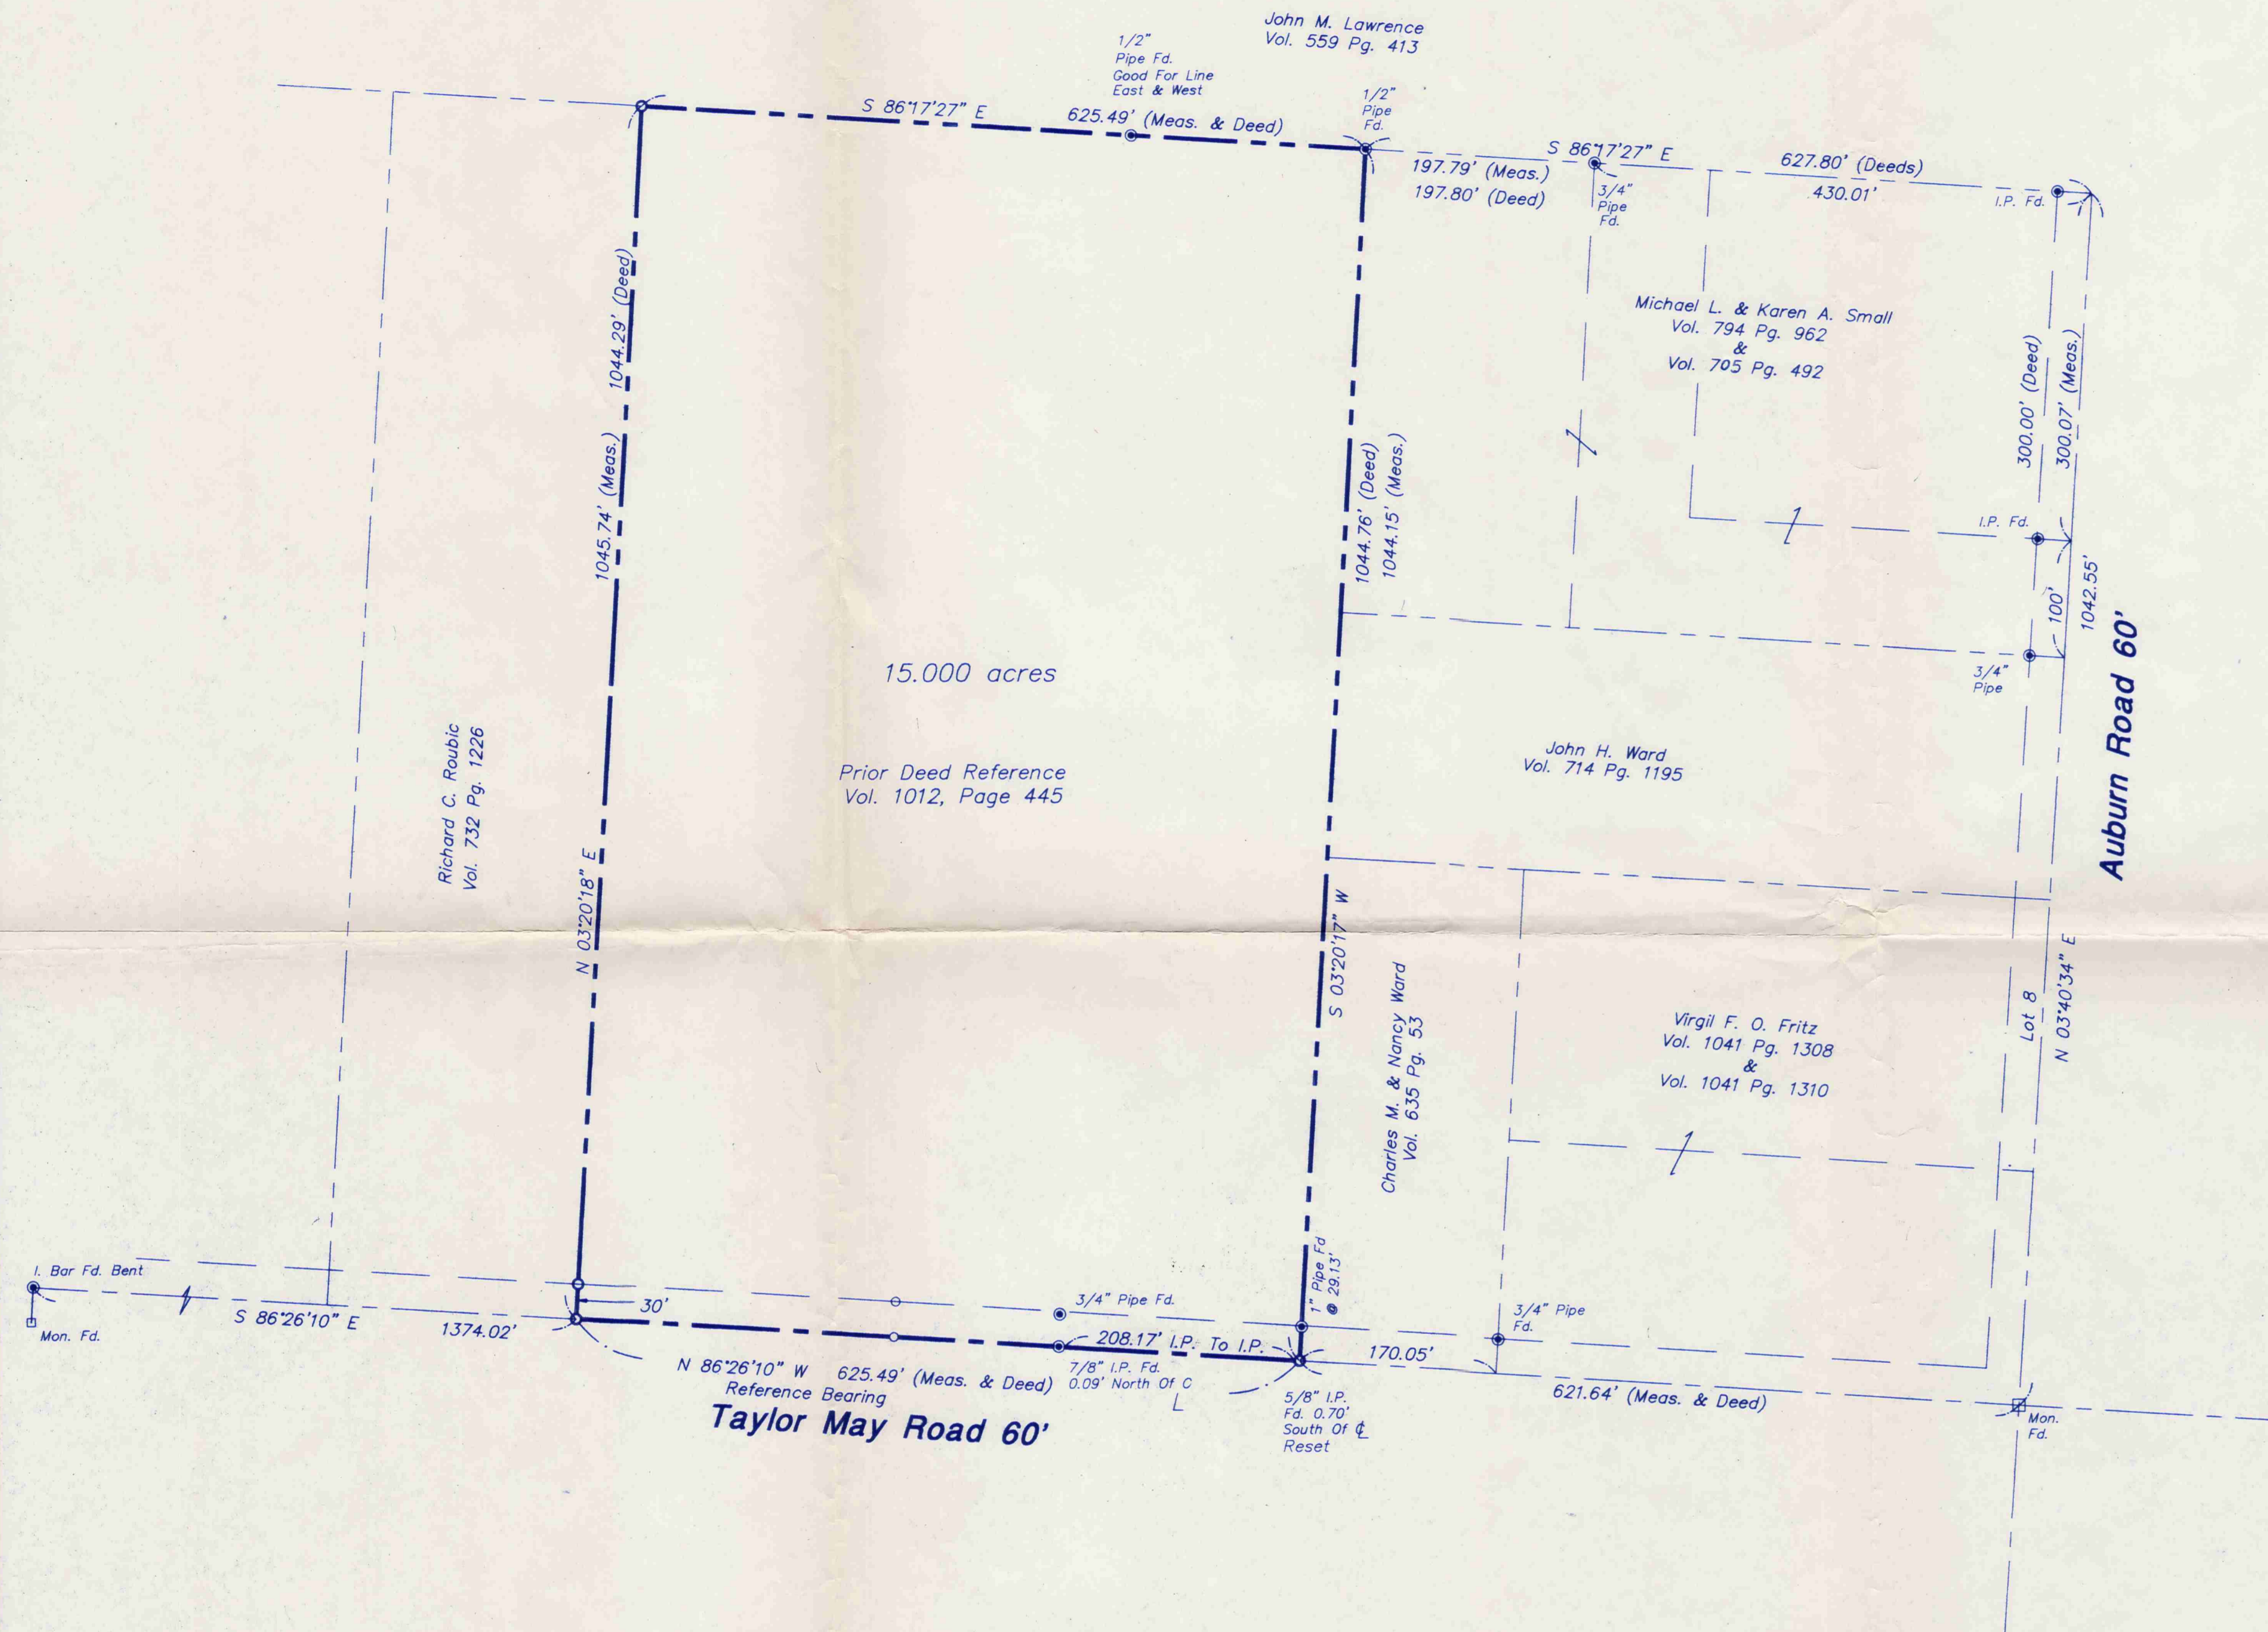 John M. Lawrence
Vol. 559 Pg. 413
1/2"
Pipe Fd.
Good For Line
East & West
1/2"
Pipe
Fd.
S 86°17'27" E
625.49' (Meas. & Deed)
S 86°17'27" E
197.79' (Meas.)
197.80' (Deed)
3/4"
Pipe
Fd.
627.80' (Deeds)
430.01'
I.P. Fd.
1044.29' (Deed)
1045.74' (Meas.)
N 03°20'18" E
Michael L. & Karen A. Small
Vol. 794 Pg. 962
&
Vol. 705 Pg. 492
300.00' (Deed)
300.07' (Meas.)
1044.76' (Deed)
1044.15' (Meas.)
I.P. Fd.
100'
1042.55'
3/4"
Pipe
Auburn Road 60'
15.000 acres
Prior Deed Reference
Vol. 1012, Page 445
Richard C. Roubic
Vol. 732 Pg. 1226
John H. Ward
Vol. 714 Pg. 1195
S 03°20'17" W
Charles M. & Nancy Ward
Vol. 635 Pg. 53
Virgil F. O. Fritz
Vol. 1041 Pg. 1308
&
Vol. 1041 Pg. 1310
Lot 8
N 03°40'34" E
I. Bar Fd. Bent
Mon. Fd.
S 86°26'10" E
1374.02'
30'
3/4" Pipe Fd.
1" Pipe Fd
@ 29.13'
208.17' I.P. To I.P.
3/4" Pipe
Fd.
170.05'
N 86°26'10" W 625.49' (Meas. & Deed)
Reference Bearing
7/8" I.P. Fd.
0.09' North Of C
L
Taylor May Road 60'
5/8" I.P.
Fd. 0.70'
South Of ℄
Reset
621.64' (Meas. & Deed)
Mon.
Fd.